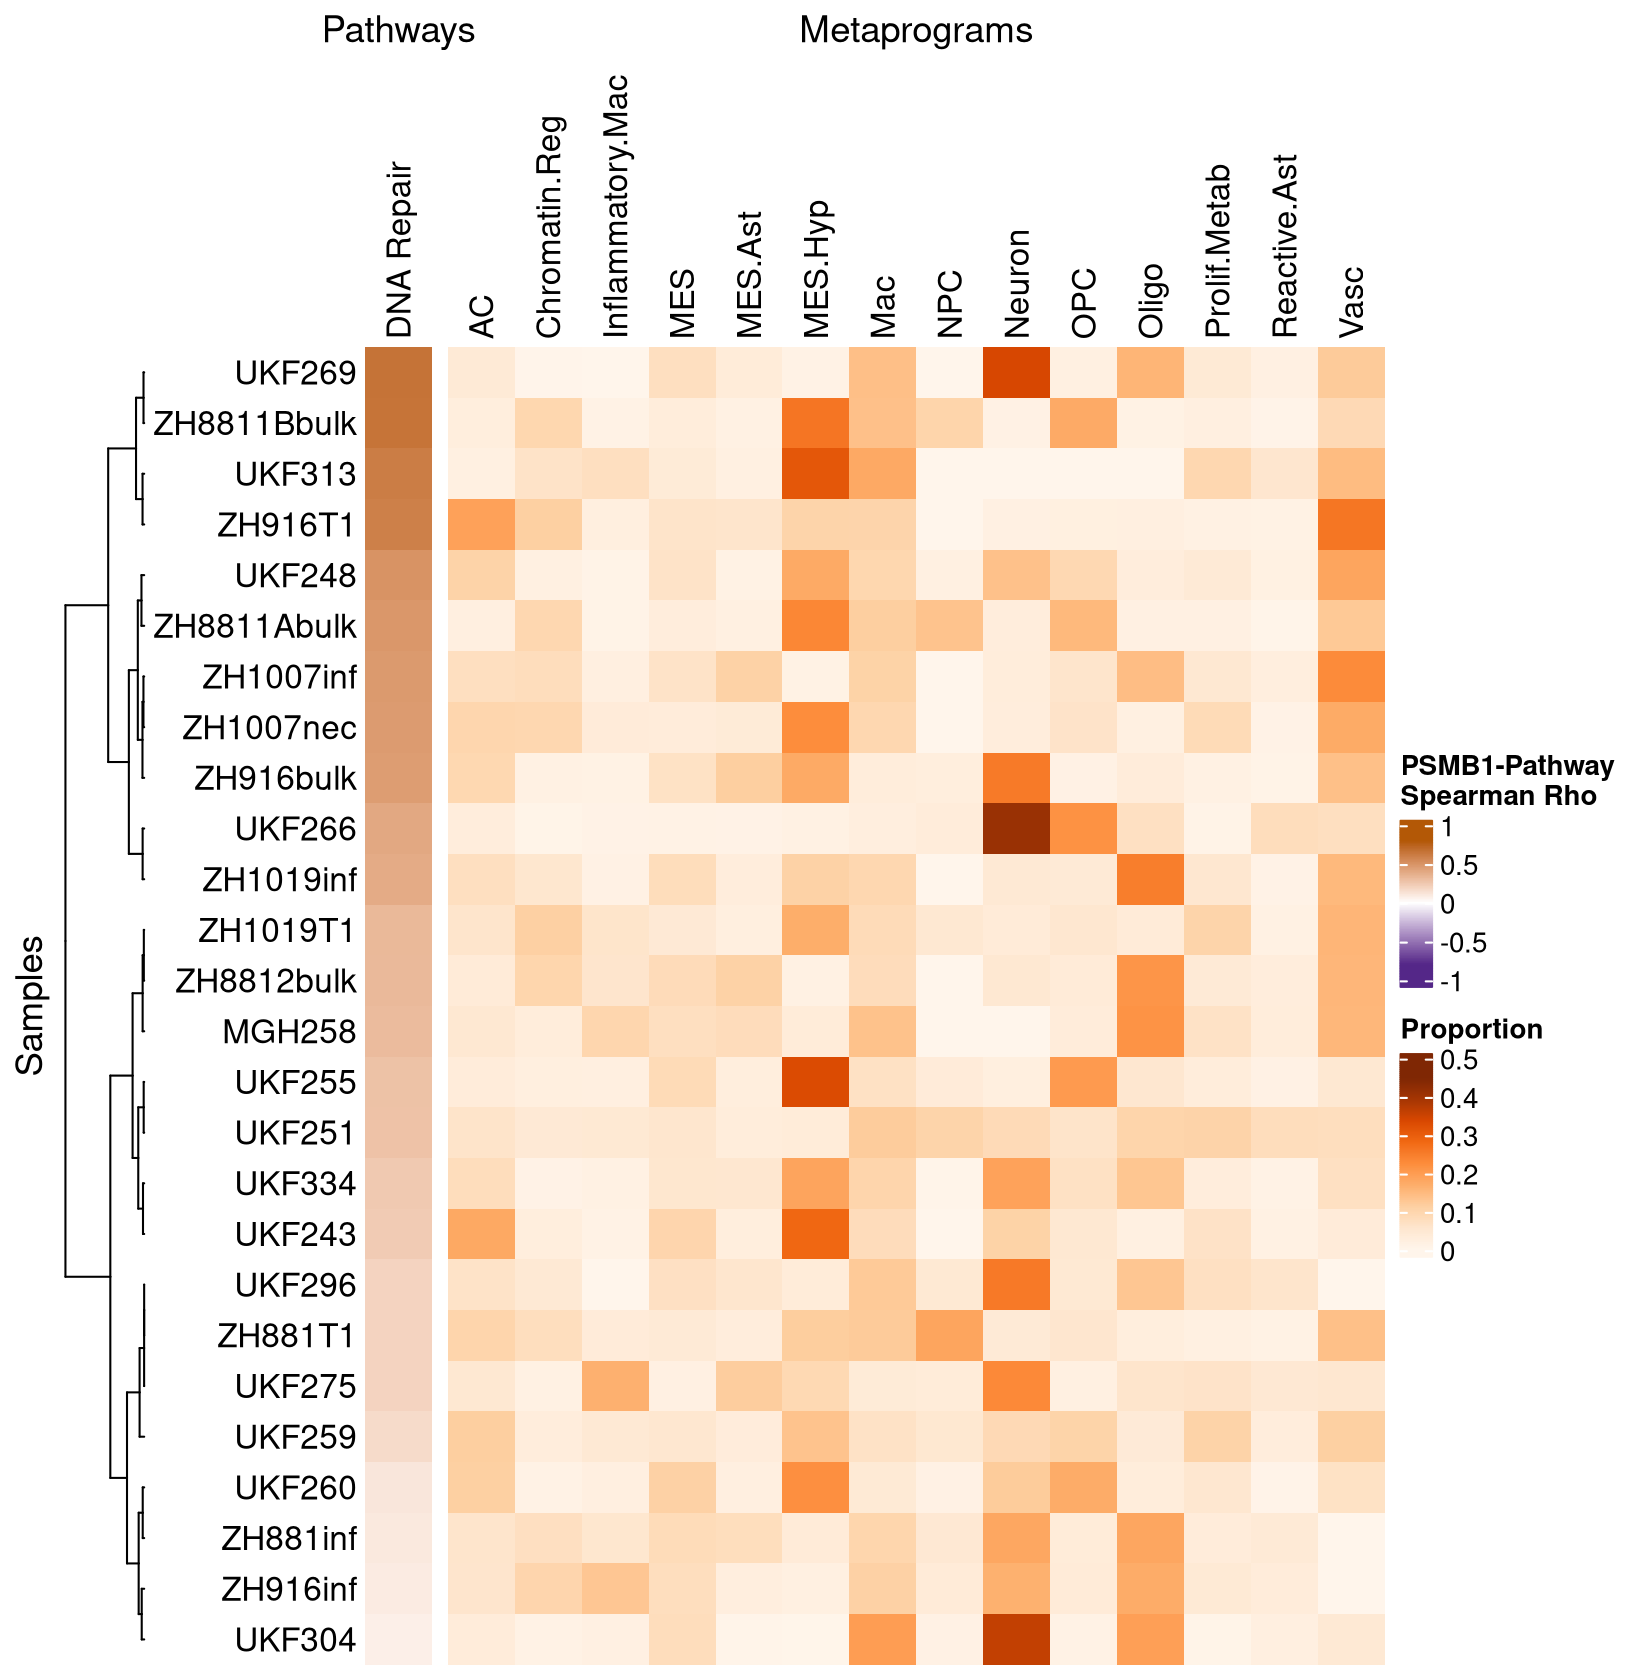 Pathways
Metaprograms
DNA Repair
AC
Chromatin.Reg
Inflammatory.Mac
MES
MES.Ast
MES.Hyp
Mac
NPC
Neuron
OPC
Oligo
Prolif.Metab
Reactive.Ast
Vasc
Samples
UKF269
ZH8811Bbulk
UKF313
ZH916T1
UKF248
ZH8811Abulk
ZH1007inf
ZH1007nec
ZH916bulk
UKF266
ZH1019inf
ZH1019T1
ZH8812bulk
MGH258
UKF255
UKF251
UKF334
UKF243
UKF296
ZH881T1
UKF275
UKF259
UKF260
ZH881inf
ZH916inf
UKF304
PSMB1-Pathway
Spearman Rho
1
0.5
0
-0.5
-1
Proportion
0.5
0.4
0.3
0.2
0.1
0